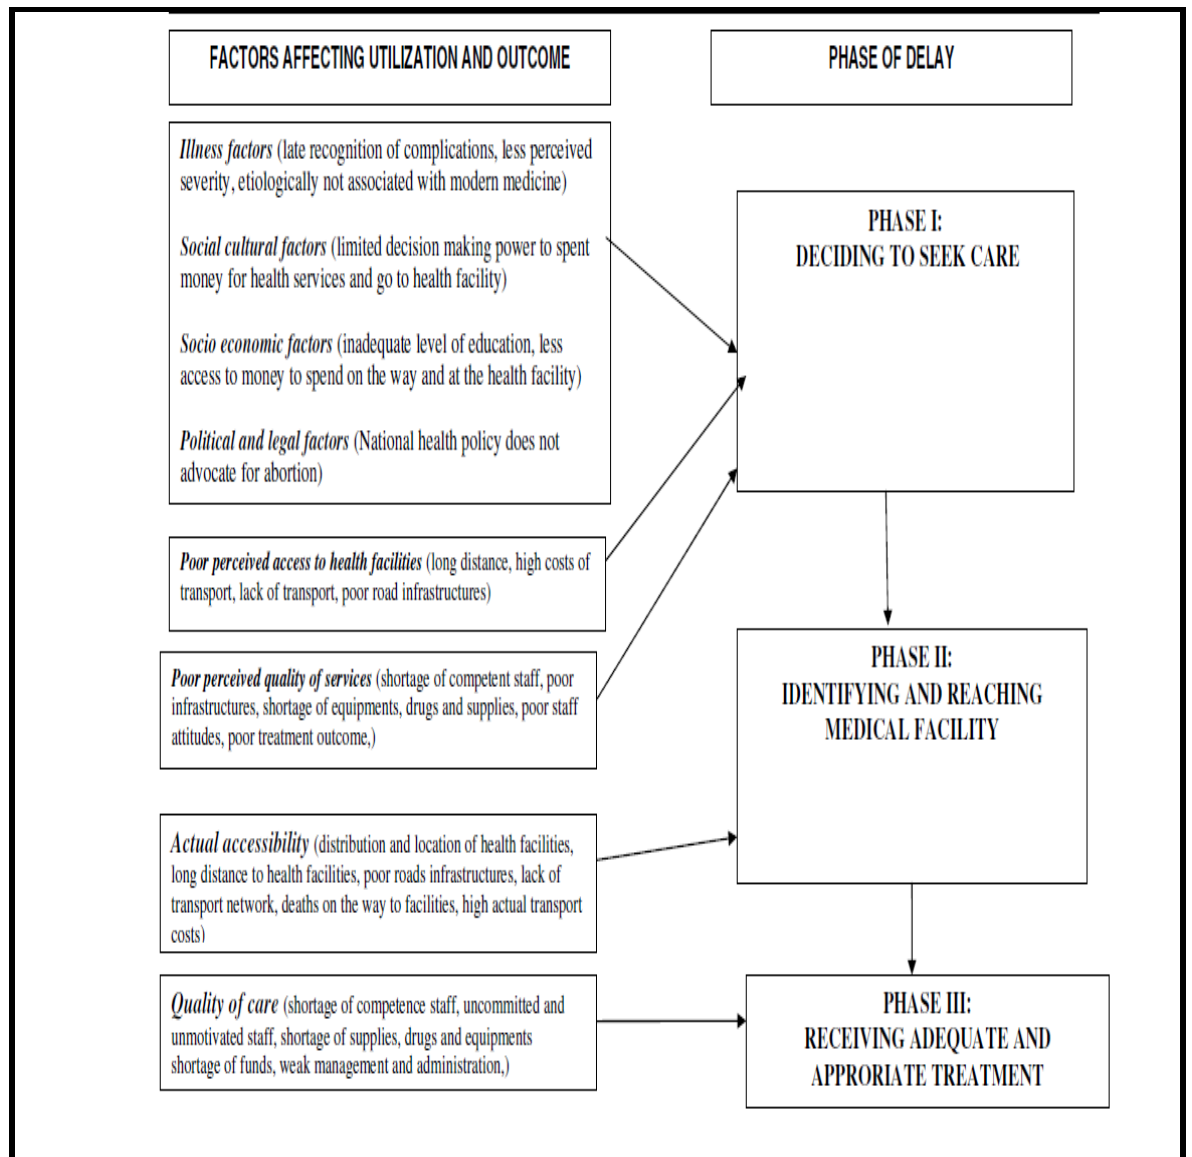 FACTORS AFFECTING UTILIZATION AND OUTCOME
PHASE OF DELAY
Illness factors (late recognition of complications, less perceived
severity, etiologically not associated with modern medicine)
Social cultural factors (limited decision making power to spent
money for health services and go to health facility)
Socio economic factors (inadequate level of education, less
access to money to spend on the way and at the health facility)
Political and legal factors (National health policy does not
advocate for abortion)
PHASE I:
DECIDING TO SEEK CARE
Poor perceived access to health facilities (long distance, high costs of
transport, lack of transport, poor road infrastructures)
Poor perceived quality of services (shortage of competent staff, poor
infrastructures, shortage of equipments, drugs and supplies, poor staff
attitudes, poor treatment outcome,)
PHASE II:
IDENTIFYING AND REACHING
MEDICAL FACILITY
Actual accessibility (distribution and location of health facilities,
long distance to health facilities, poor roads infrastructures, lack of
transport network, deaths on the way to facilities, high actual transport
costs)
Quality of care (shortage of competence staff, uncommitted and
unmotivated staff, shortage of supplies, drugs and equipments
shortage of funds, weak management and administration,)
PHASE III:
RECEIVING ADEQUATE AND
APPRORIATE TREATMENT